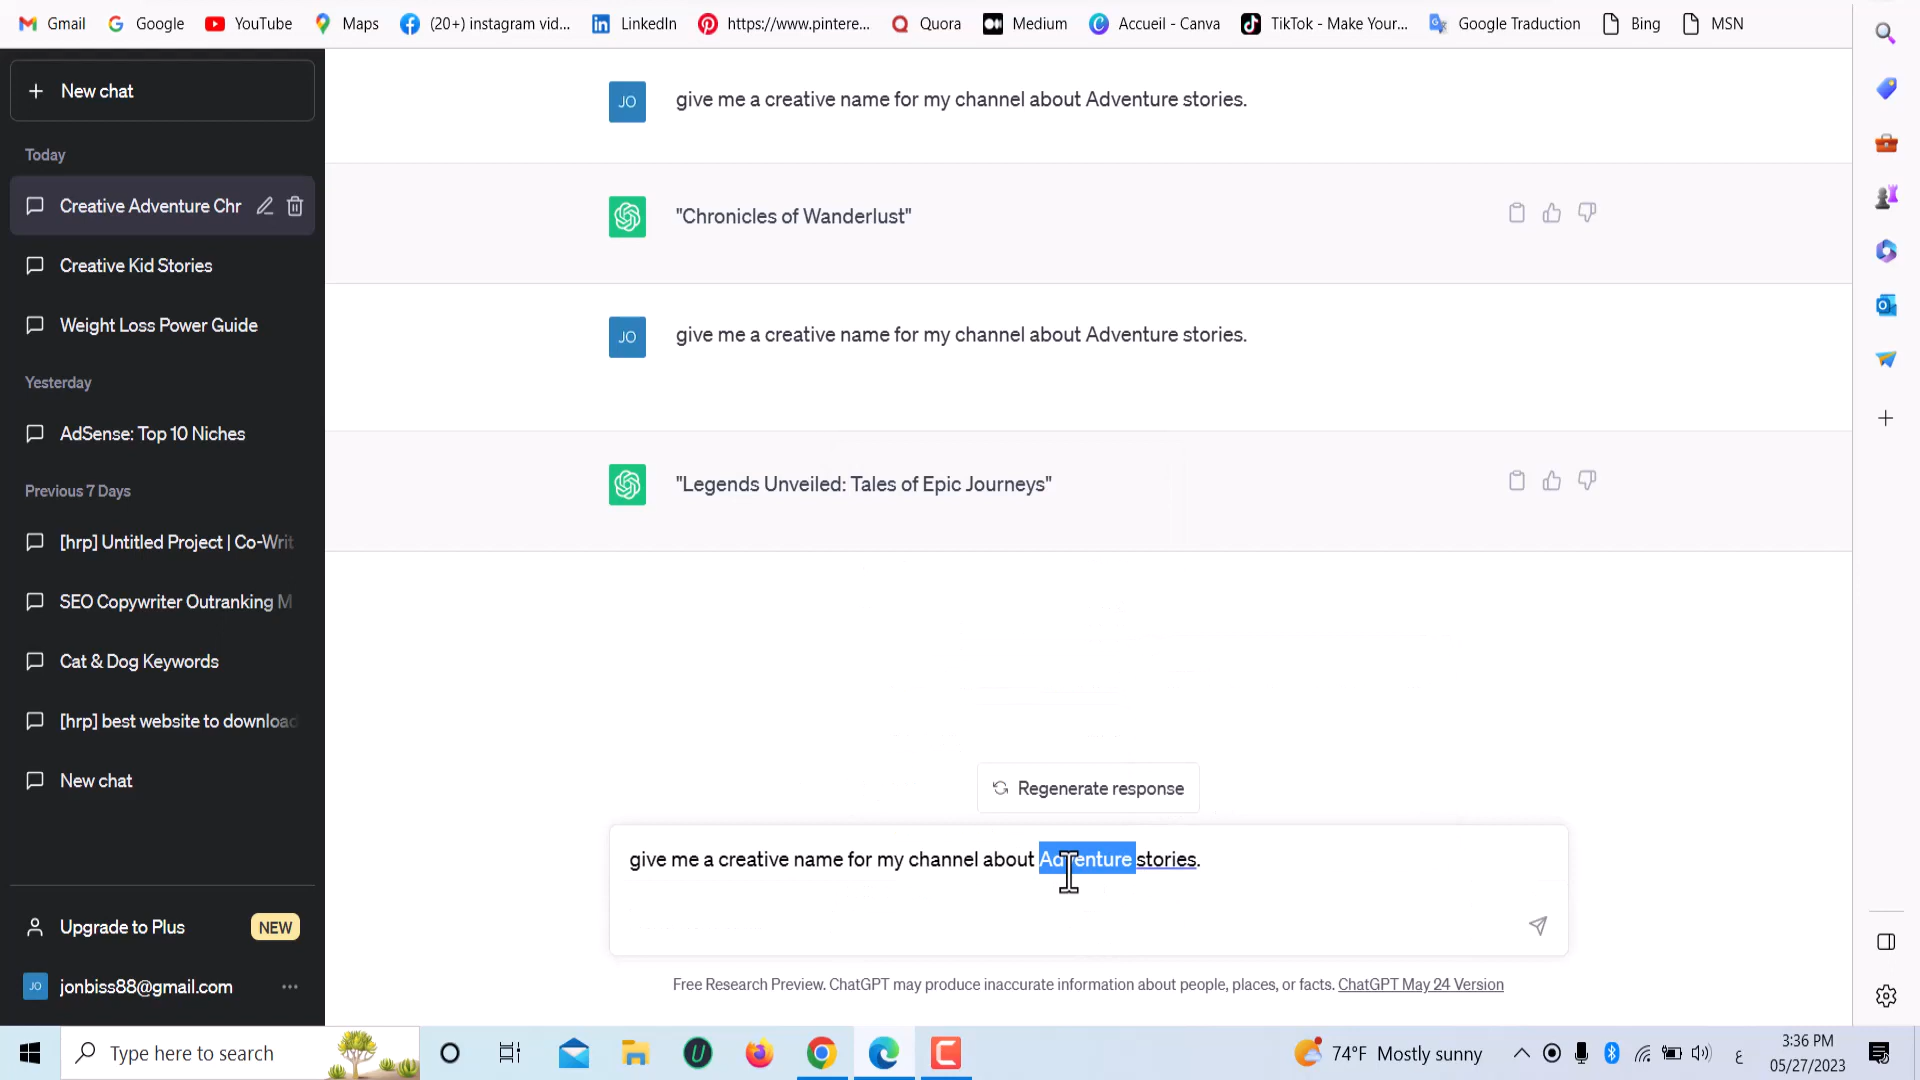 Gmail
Google
YouTube
Maps
(20+) instagram vid...
LinkedIn
https://www.pintere...
Quora
Medium
Accueil - Canva
TikTok - Make Your...
Google Traduction
Bing
MSN
New chat
Today
Creative Adventure Chr
Creative Kid Stories
Weight Loss Power Guide
Yesterday
AdSense: Top 10 Niches
Previous 7 Days
[hrp] Untitled Project | Co-Writ
SEO Copywriter Outranking M
Cat & Dog Keywords
[hrp] best website to download
New chat
Upgrade to Plus
NEW
JO
jonbiss88@gmail.com
JO
give me a creative name for my channel about Adventure stories.
"Chronicles of Wanderlust"
JO
give me a creative name for my channel about Adventure stories.
"Legends Unveiled: Tales of Epic Journeys"
Regenerate response
give me a creative name for my channel about Adventure stories.
Free Research Preview. ChatGPT may produce inaccurate information about people, places, or facts. ChatGPT May 24 Version
Type here to search
74°F Mostly sunny
ع
3:36 PM
05/27/2023